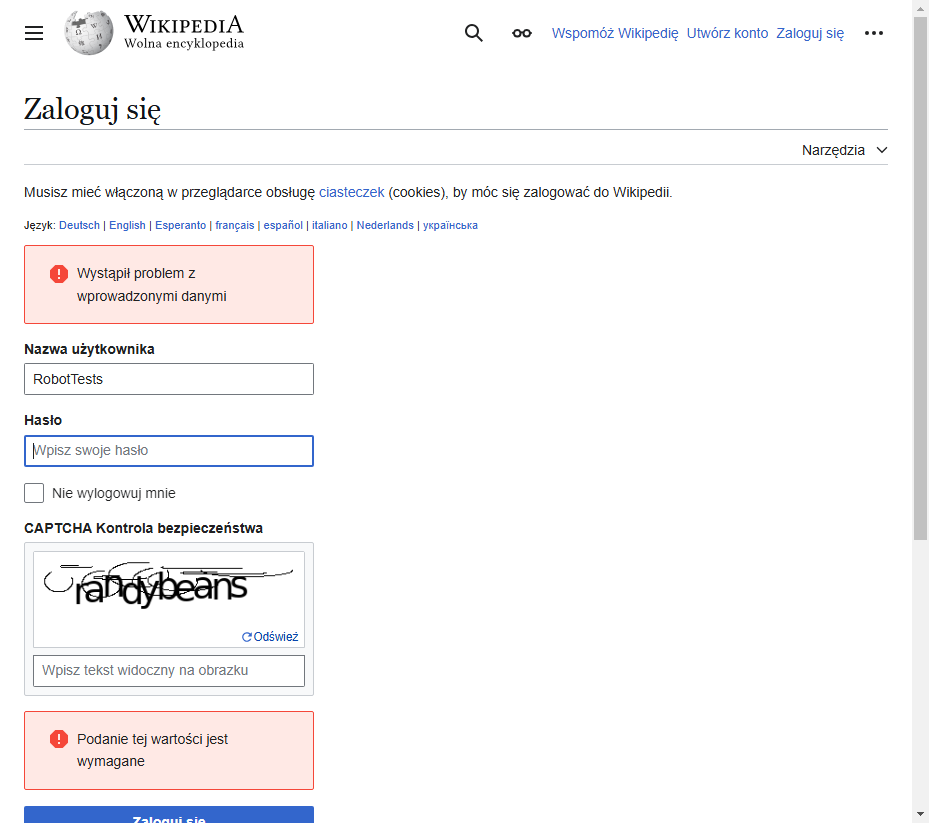 WIKIPEDIA
Wolna encyklopedia
Wspomóż Wikipedię Utwórz konto Zaloguj się
Zaloguj się
Narzędzia
Musisz mieć włączoną w przeglądarce obsługę ciasteczek (cookies), by móc się zalogować do Wikipedii.
Język: Deutsch | English | Esperanto | français | español | italiano | Nederlands | українська
Wystąpił problem z
wprowadzonymi danymi
Nazwa użytkownika
RobotTests
Hasło
Wpisz swoje hasło
Nie wylogowuj mnie
CAPTCHA Kontrola bezpieczeństwa
randybeans
Odśwież
Wpisz tekst widoczny na obrazku
Podanie tej wartości jest
wymagane
Zaloguj się